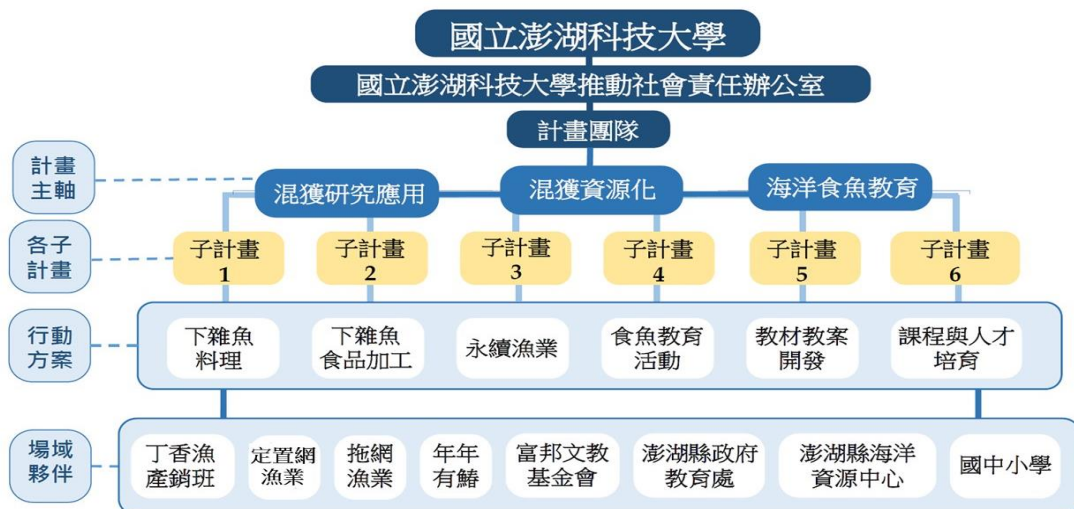 國立澎湖科技大學
國立澎湖科技大學推動社會責任辦公室
計畫團隊
計畫
主軸
混獲研究應用
混獲資源化
海洋食魚教育
各子
計畫
子計畫
1
子計畫
2
子計畫
3
子計畫
4
子計畫
5
子計畫
6
行動
方案
下雜魚
料理
下雜魚
食品加工
永續漁業
食魚教育
活動
教材教案
開發
課程與人才
培育
場域
夥伴
丁香漁
產銷班
定置網
漁業
拖網
漁業
年年
有鰆
富邦文教
基金會
澎湖縣政府
教育處
澎湖縣海洋
資源中心
國中小學